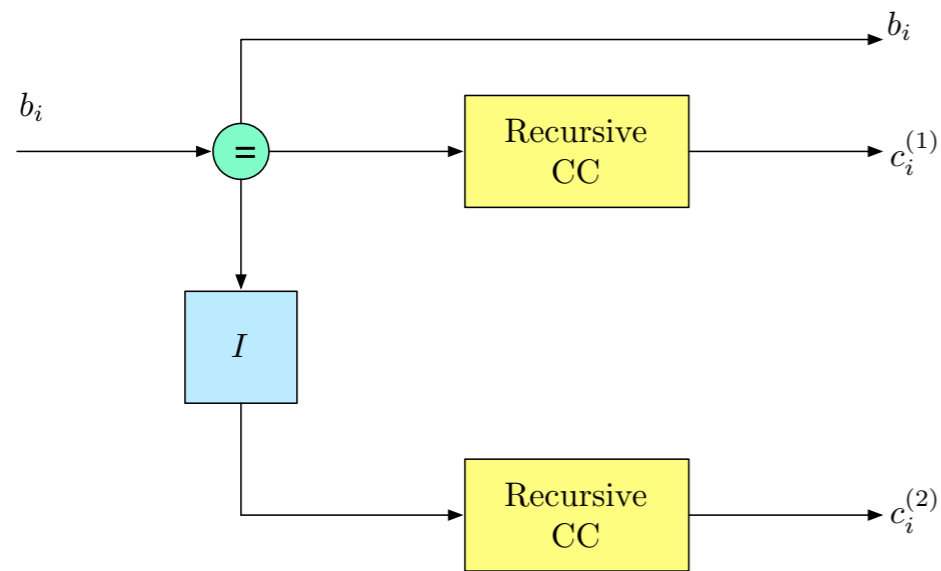 b_i
b_i
=
Recursive
CC
c_i^{(1)}
I
Recursive
CC
c_i^{(2)}